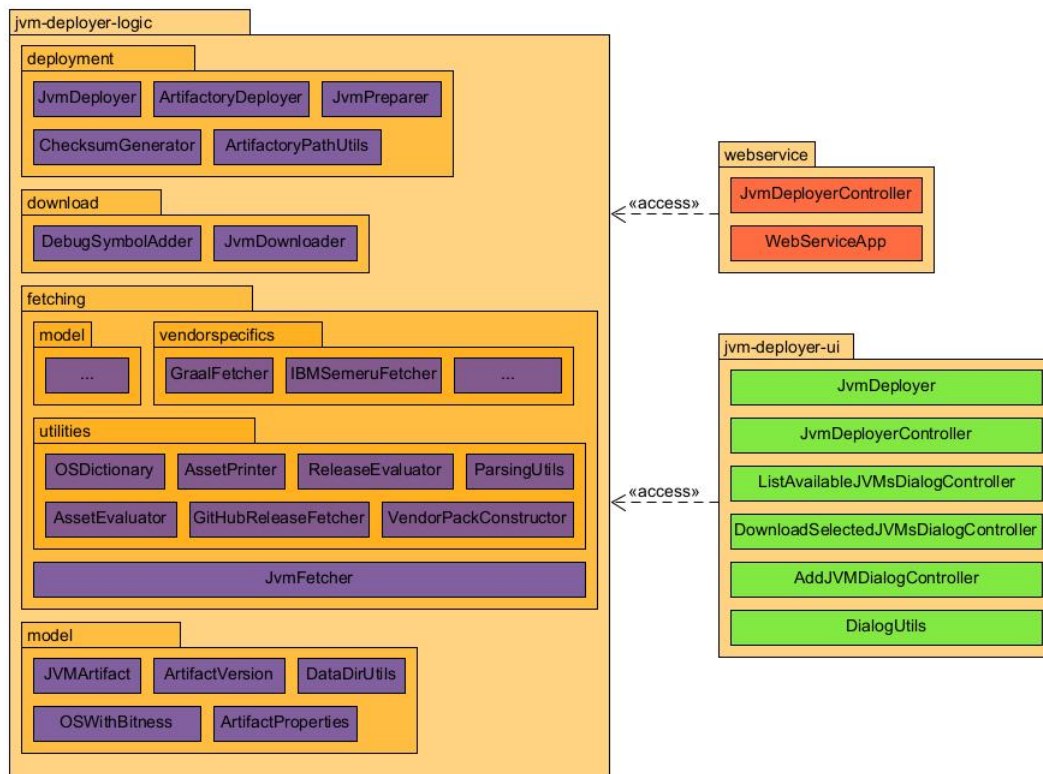 jvm-deployer-logic
deployment
JvmDeployer ArtifactoryDeployer JvmPreparer
ChecksumGenerator ArtifactoryPathUtils
download
DebugSymbolAdder JvmDownloader
fetching
model vendorspecifics
... GraalFetcher IBMSemeruFetcher ...
utilities
OSDictionary AssetPrinter ReleaseEvaluator ParsingUtils
AssetEvaluator GitHubReleaseFetcher VendorPackConstructor
JvmFetcher
model
JVMArtifact ArtifactVersion DataDirUtils
OSWithBitness ArtifactProperties
«access»
webservice
JvmDeployerController
WebServiceApp
«access»
jvm-deployer-ui
JvmDeployer
JvmDeployerController
ListAvailableJVMsDialogController
DownloadSelectedJVMsDialogController
AddJVMDialogController
DialogUtils